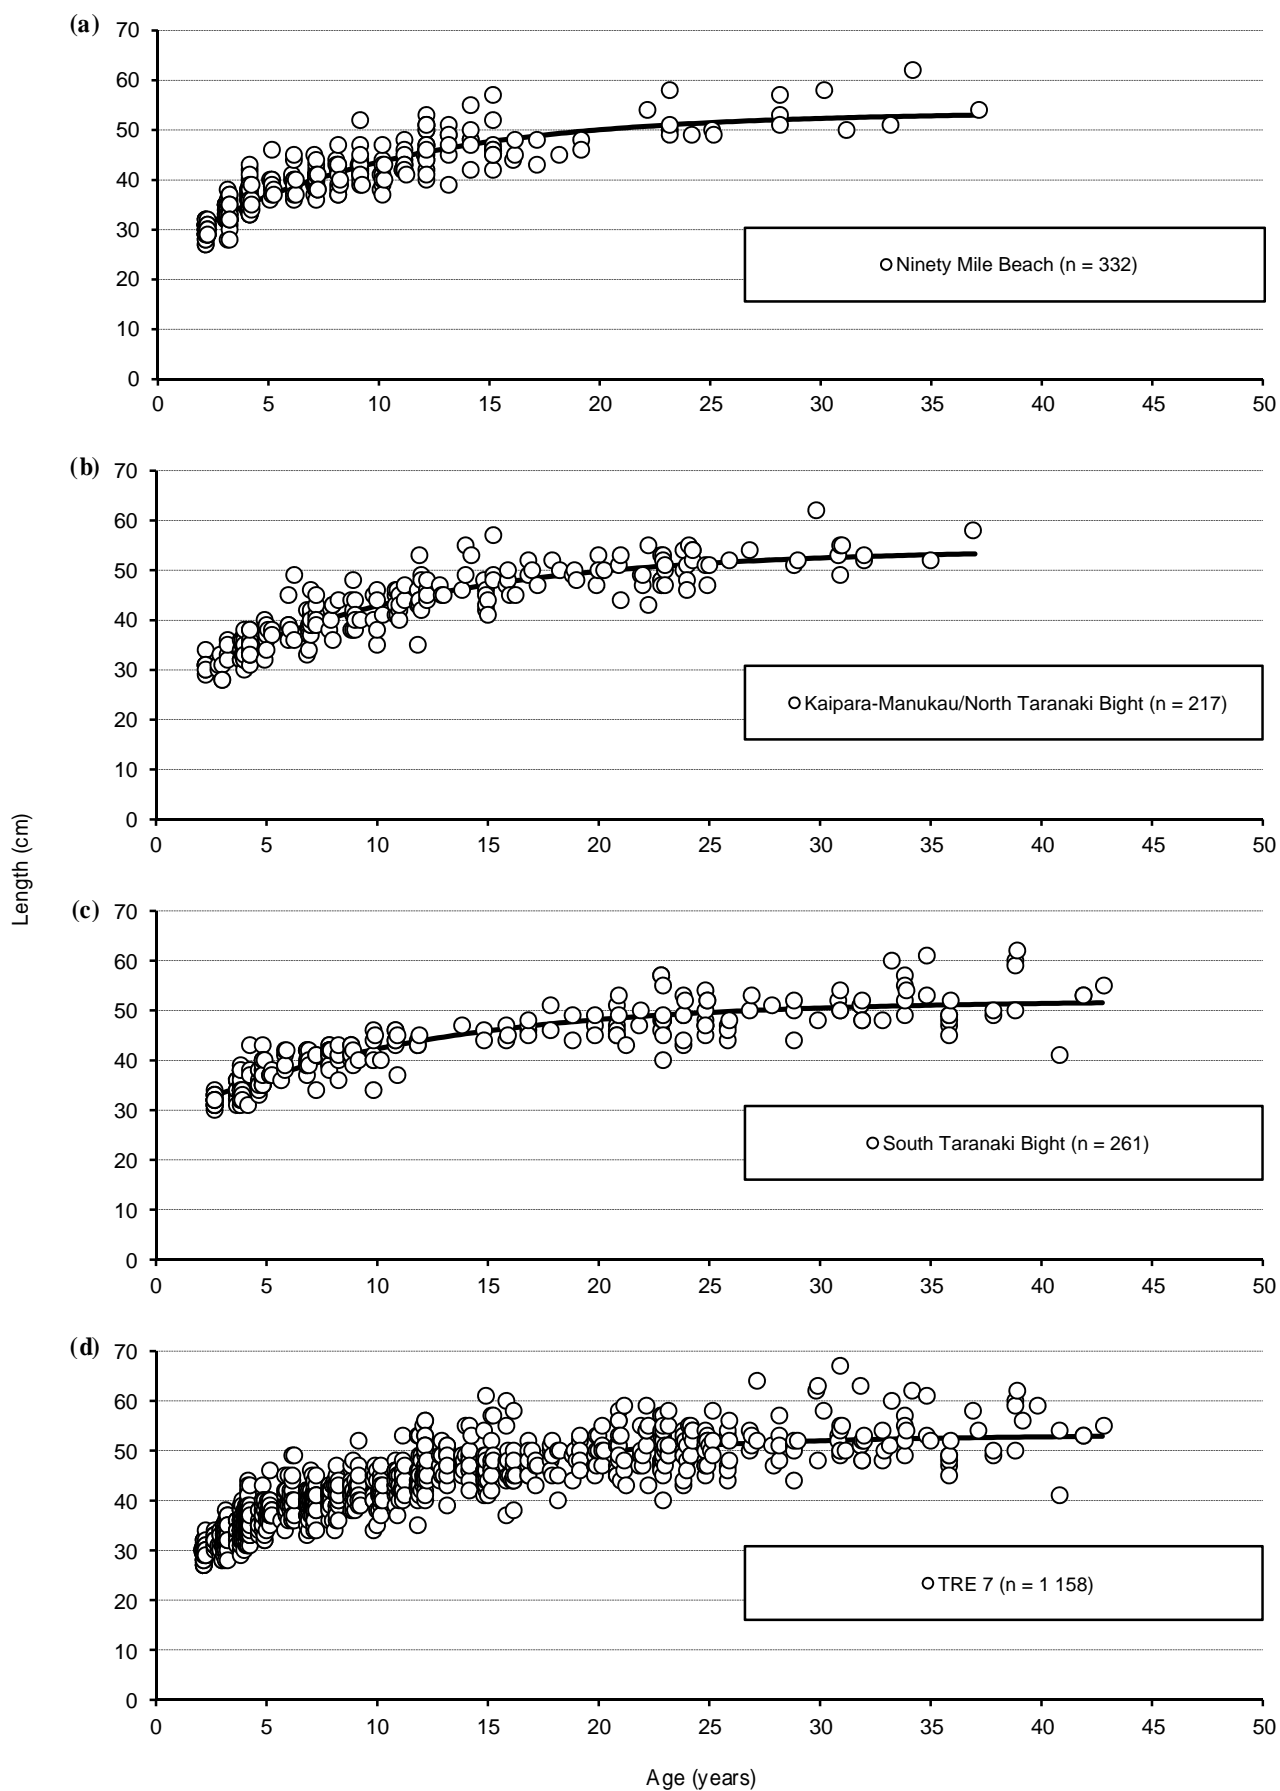 (a)
70
60
50
40
30
20
10
0
Ninety Mile Beach (n = 332)
0 5 10 15 20 25 30 35 40 45 50
(b)
70
60
50
40
30
20
10
0
Kaipara-Manukau/North Taranaki Bight (n = 217)
0 5 10 15 20 25 30 35 40 45 50
Length (cm)
(c)
70
60
50
40
30
20
10
0
South Taranaki Bight (n = 261)
0 5 10 15 20 25 30 35 40 45 50
(d)
70
60
50
40
30
20
10
0
TRE 7 (n = 1 158)
0 5 10 15 20 25 30 35 40 45 50
Age (years)